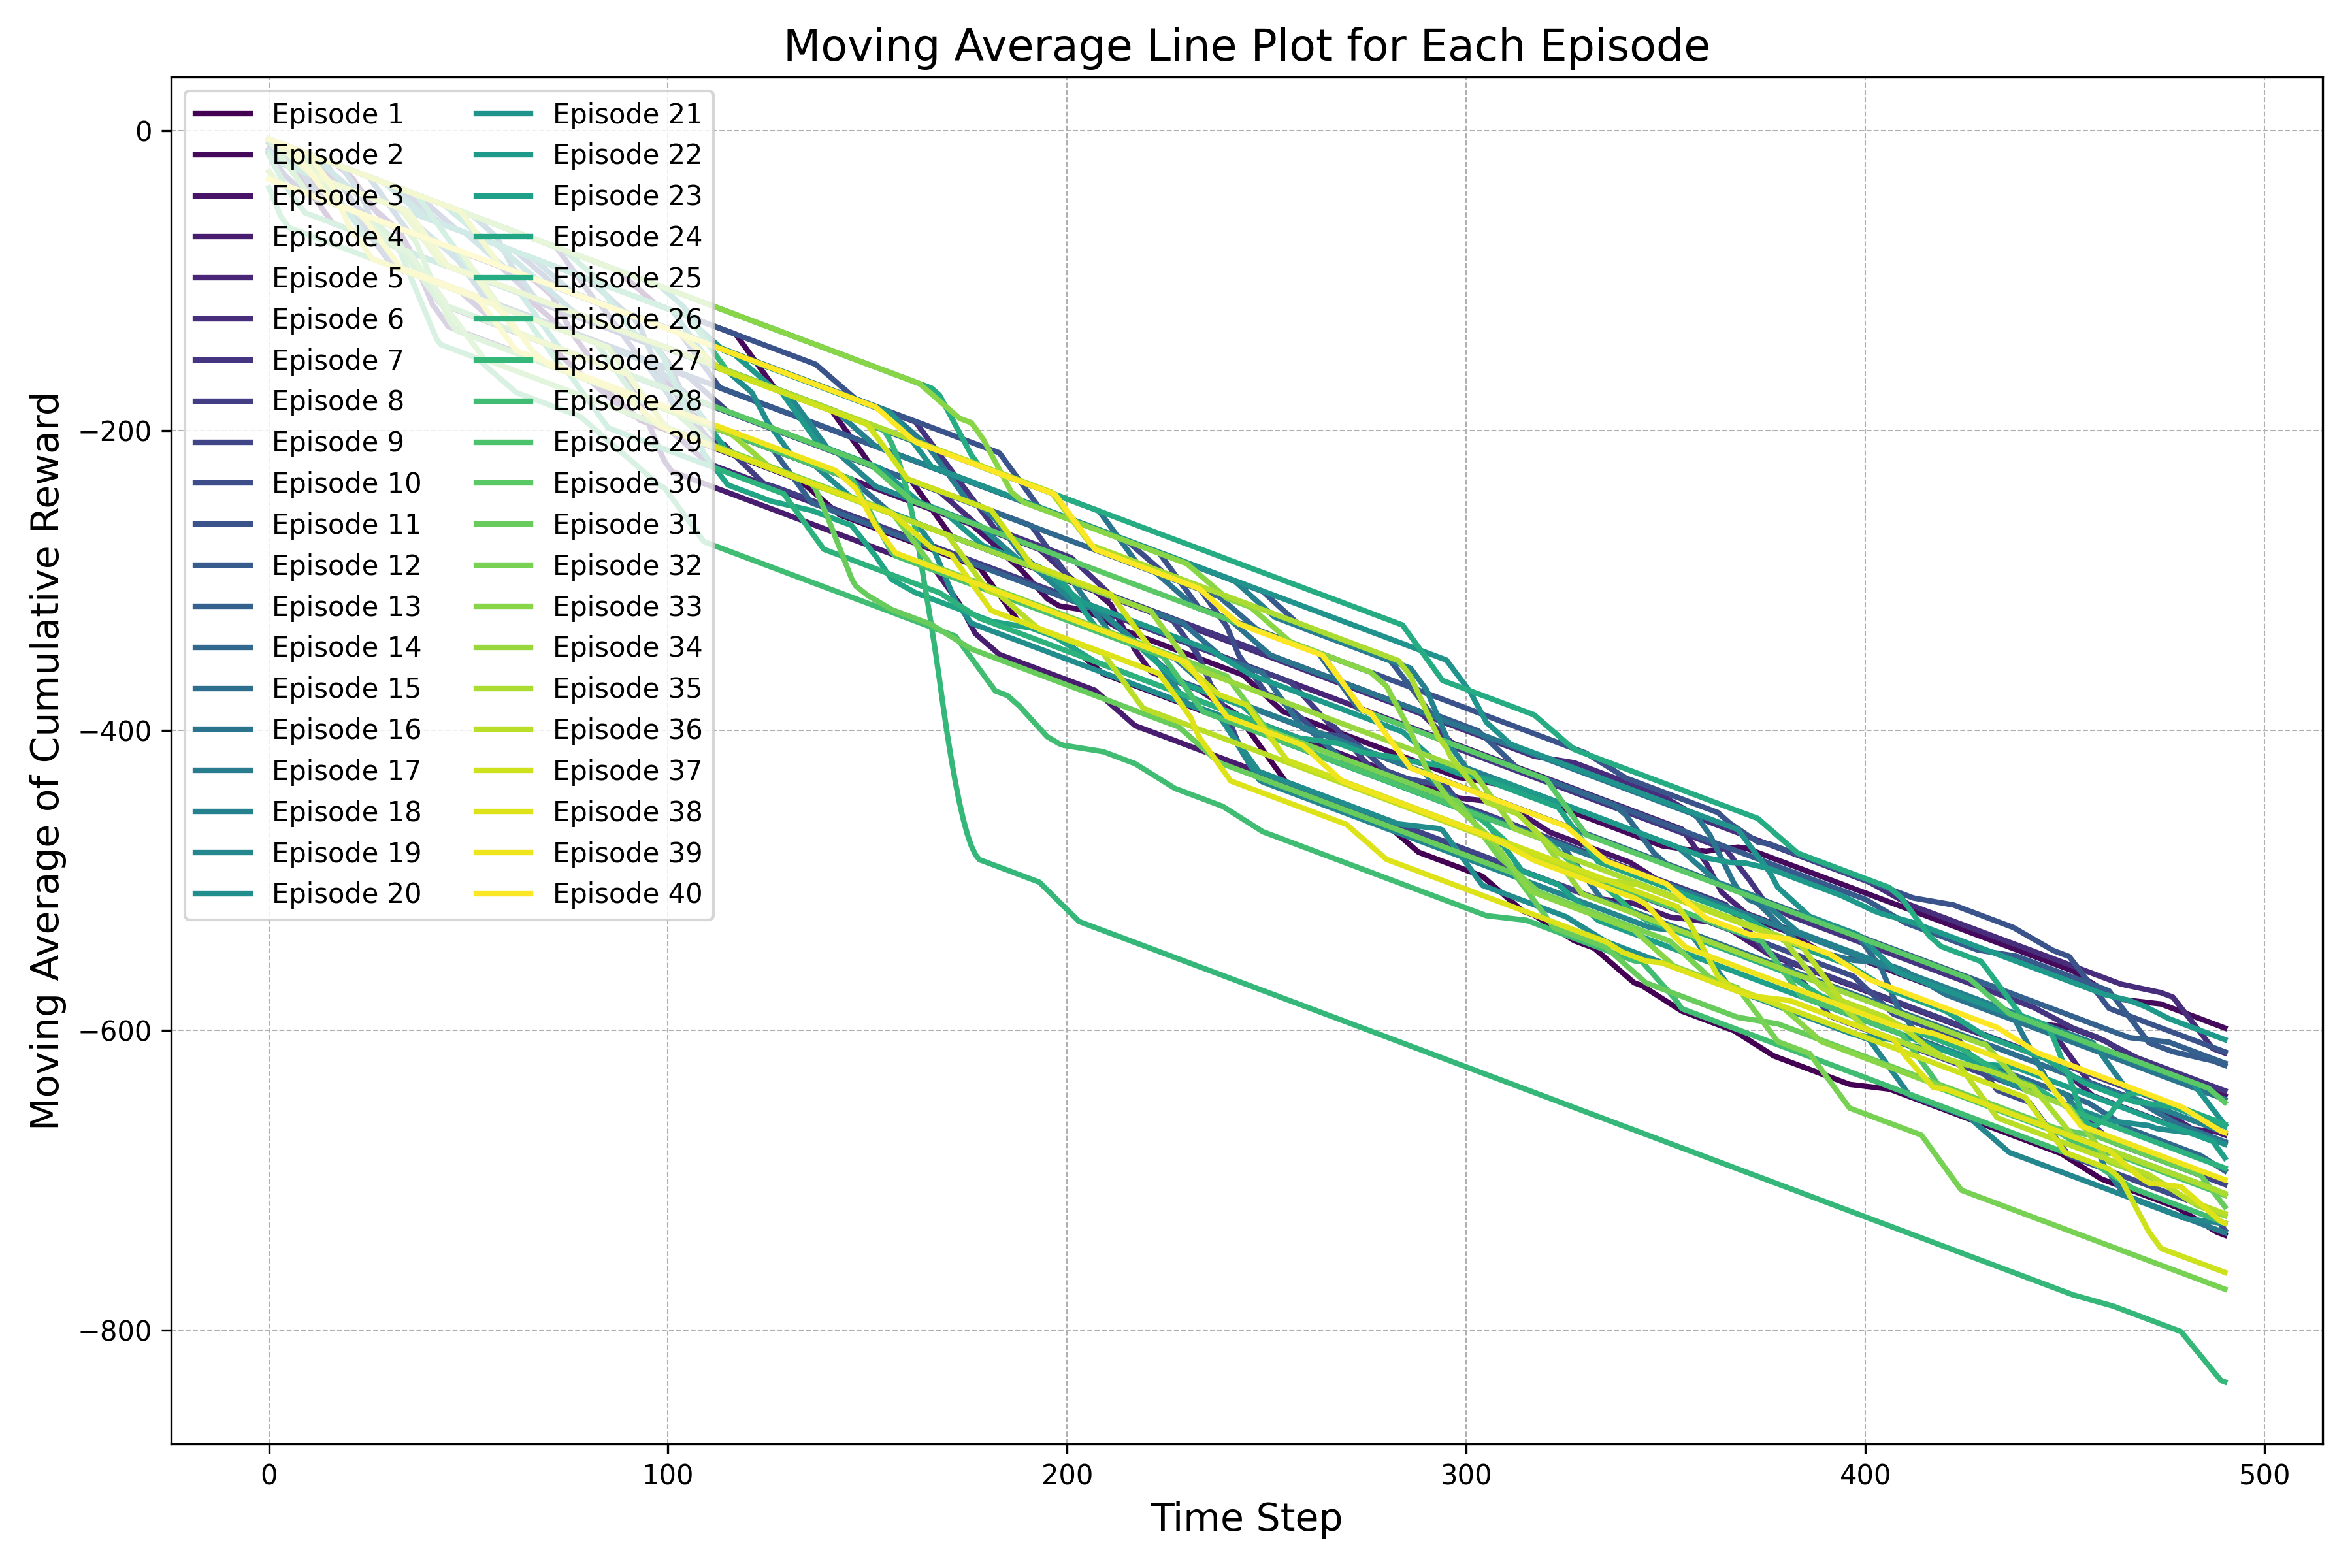 Moving Average Line Plot for Each Episode
Moving Average of Cumulative Reward
0
−200
−400
−600
−800
Episode 1
Episode 2
Episode 3
Episode 4
Episode 5
Episode 6
Episode 7
Episode 8
Episode 9
Episode 10
Episode 11
Episode 12
Episode 13
Episode 14
Episode 15
Episode 16
Episode 17
Episode 18
Episode 19
Episode 20
Episode 21
Episode 22
Episode 23
Episode 24
Episode 25
Episode 26
Episode 27
Episode 28
Episode 29
Episode 30
Episode 31
Episode 32
Episode 33
Episode 34
Episode 35
Episode 36
Episode 37
Episode 38
Episode 39
Episode 40
0 100 200 300 400 500
Time Step